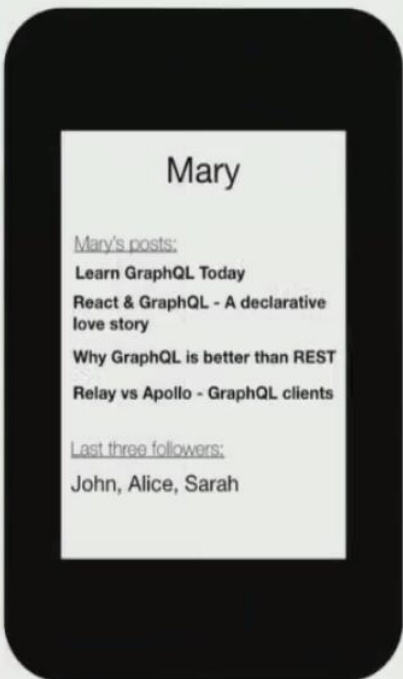 Mary
Mary's posts:
Learn GraphQL Today
React & GraphQL - A declarative
love story
Why GraphQL is better than REST
Relay vs Apollo - GraphQL clients
Last three followers:
John, Alice, Sarah